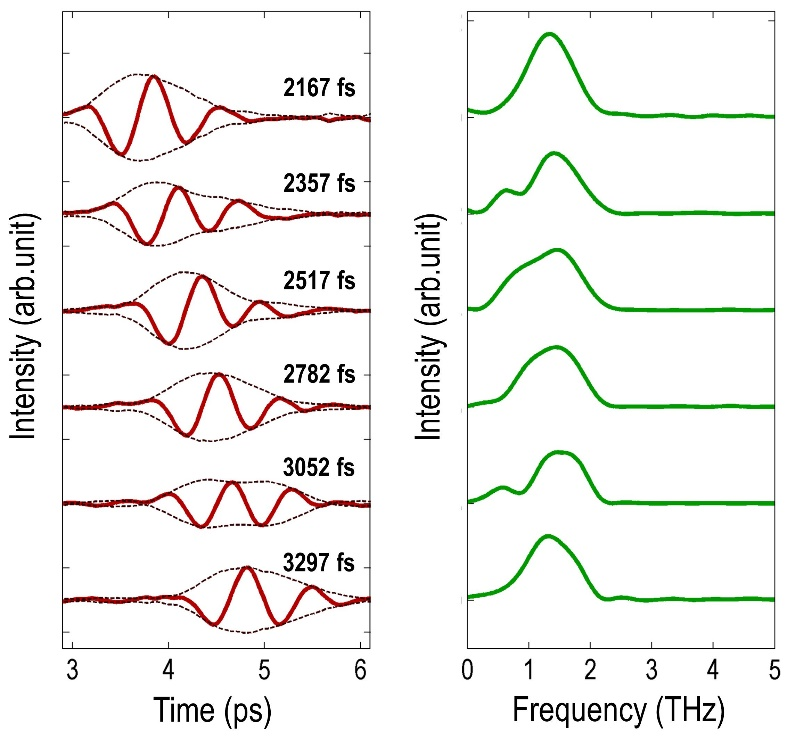 Intensity (arb.unit)
2167 fs
2357 fs
2517 fs
2782 fs
3052 fs
3297 fs
3 4 5 6
Time (ps)
Intensity (arb.unit)
0 1 2 3 4 5
Frequency (THz)